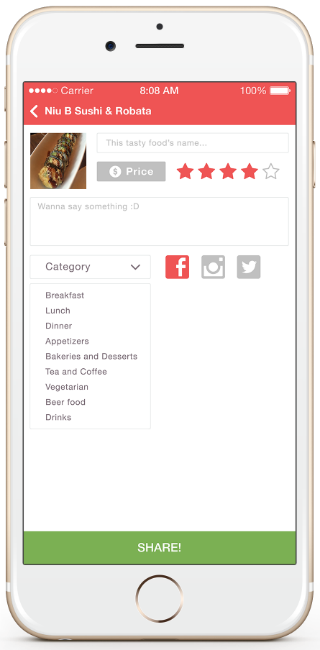 Carrier 8:08 AM 100%
Niu B Sushi & Robata
This tasty food's name...
$ Price
Wanna say something :D
Category
Breakfast
Lunch
Dinner
Appetizers
Bakeries and Desserts
Tea and Coffee
Vegetarian
Beer food
Drinks
SHARE!